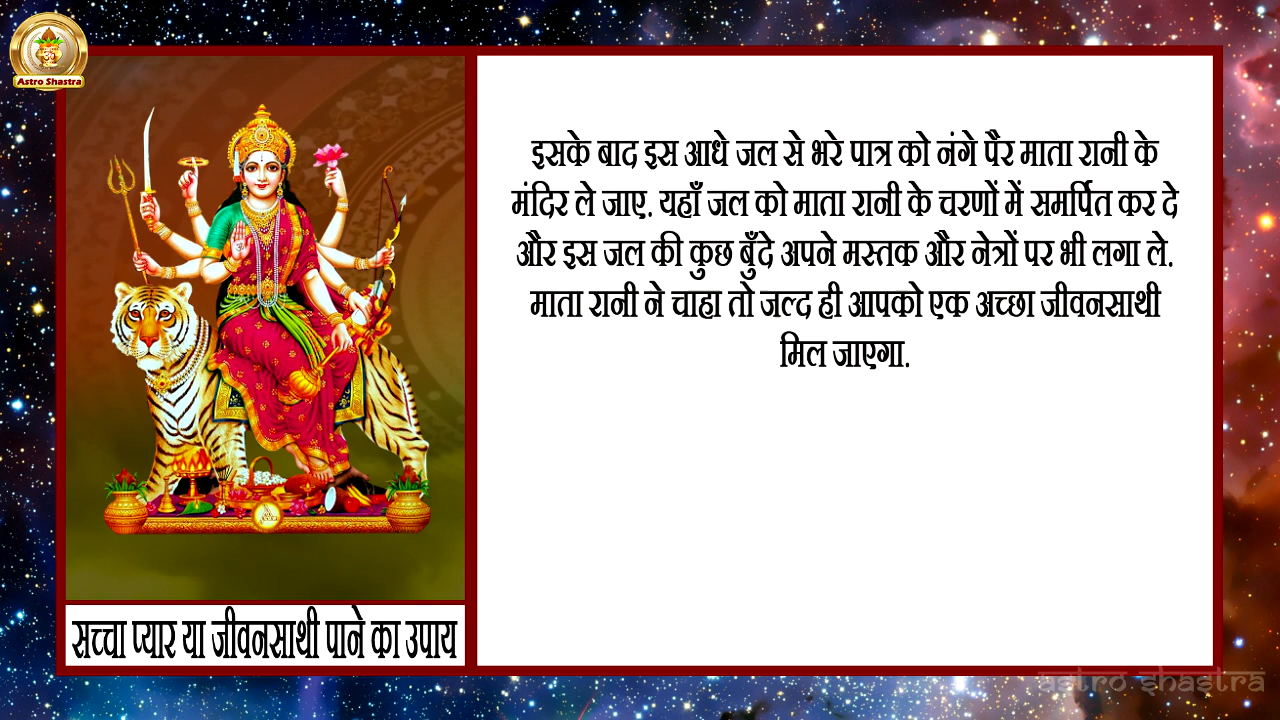 Astro Shastra
इसके बाद इस आधे जल से भरे पात्र को नंगे पैर माता रानी के
मंदिर ले जाए. यहाँ जल को माता रानी के चरणों में समर्पित कर दे
और इस जल की कुछ बुँदे अपने मस्तक और नेत्रों पर भी लगा ले.
माता रानी ने चाहा तो जल्द ही आपको एक अच्छा जीवनसाथी
मिल जाएगा.
सच्चा प्यार या जीवनसाथी पाने का उपाय
astro shastra